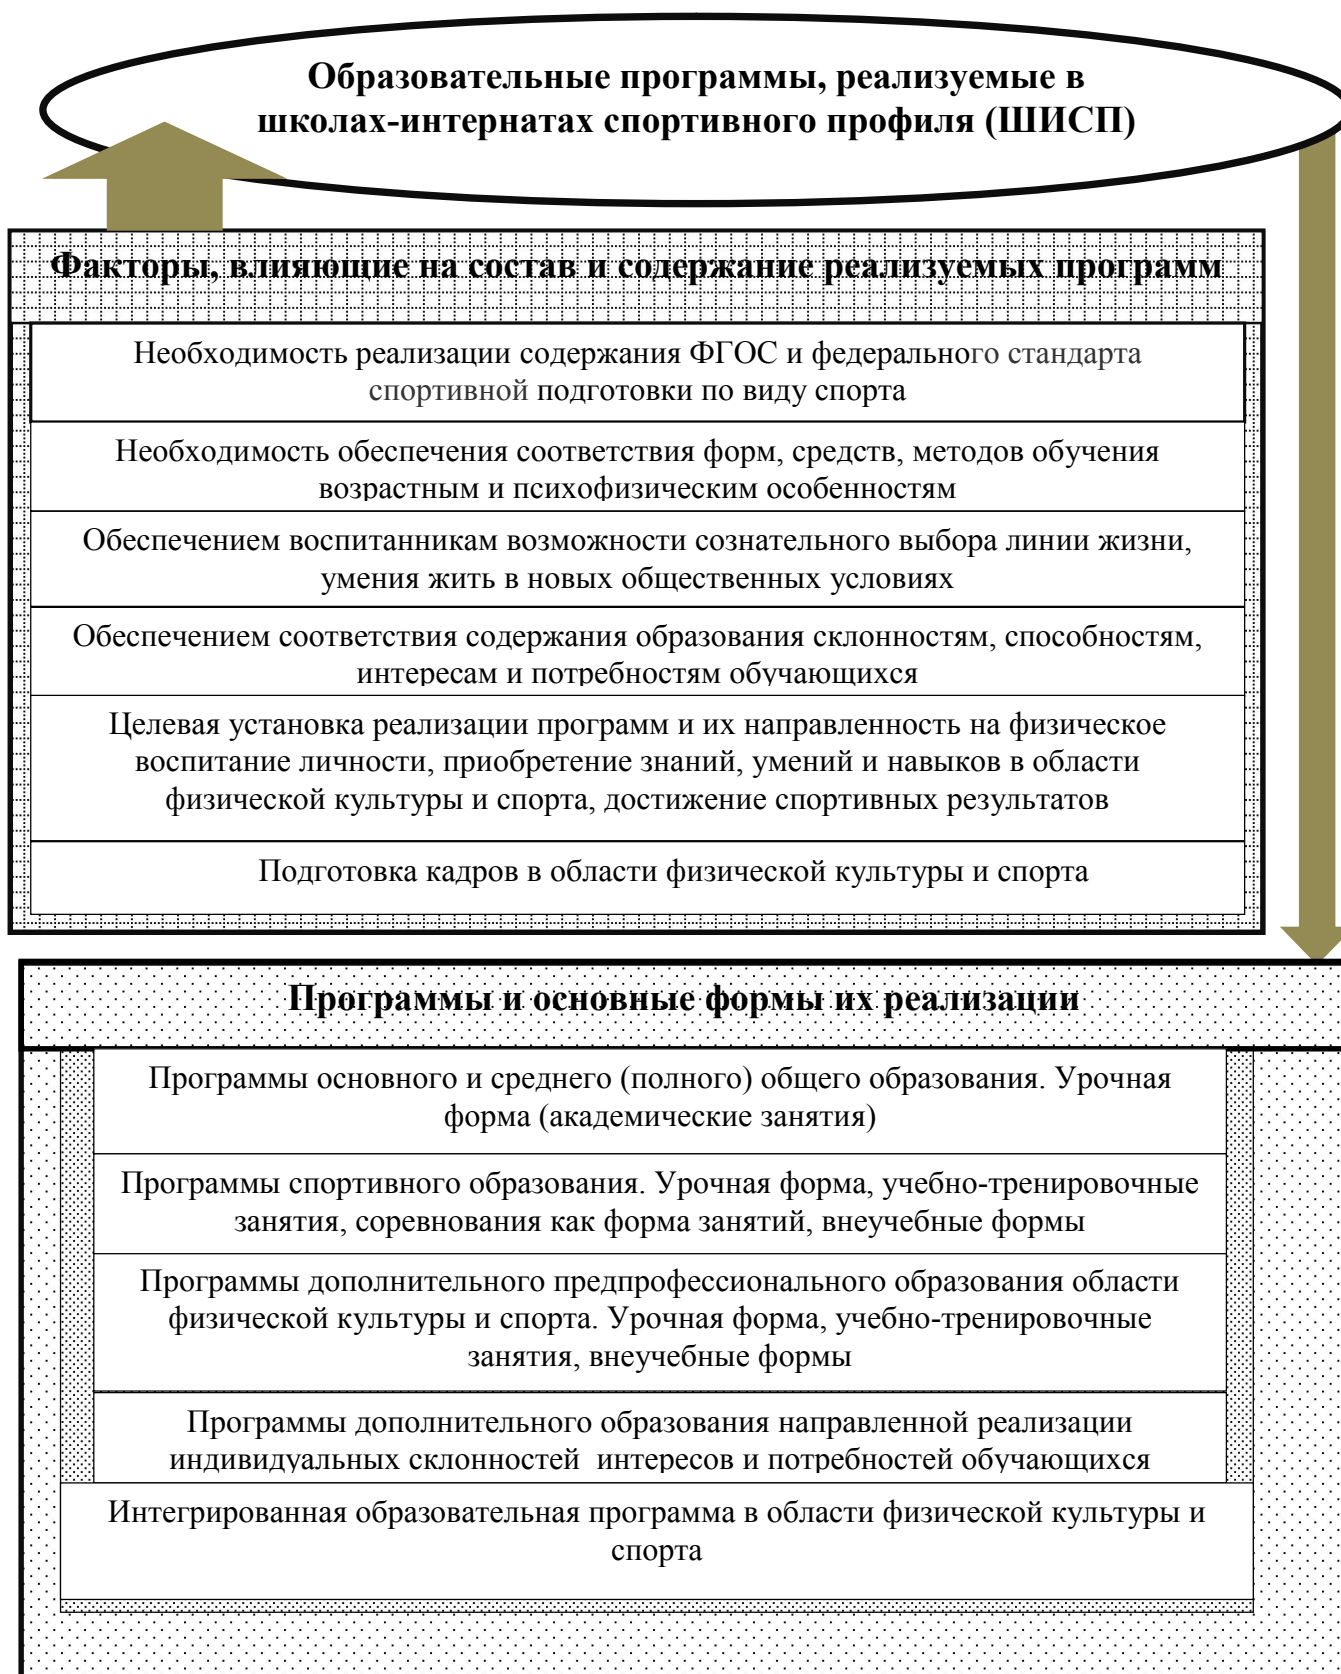 Образовательные программы, реализуемые в
школах-интернатах спортивного профиля (ШИСП)
Факторы, влияющие на состав и содержание реализуемых программ
Необходимость реализации содержания ФГОС и федерального стандарта
спортивной подготовки по виду спорта
Необходимость обеспечения соответствия форм, средств, методов обучения
возрастным и психофизическим особенностям
Обеспечением воспитанникам возможности сознательного выбора линии жизни,
умения жить в новых общественных условиях
Обеспечением соответствия содержания образования склонностям, способностям,
интересам и потребностям обучающихся
Целевая установка реализации программ и их направленность на физическое
воспитание личности, приобретение знаний, умений и навыков в области
физической культуры и спорта, достижение спортивных результатов
Подготовка кадров в области физической культуры и спорта
Программы и основные формы их реализации
Программы основного и среднего (полного) общего образования. Урочная
форма (академические занятия)
Программы спортивного образования. Урочная форма, учебно-тренировочные
занятия, соревнования как форма занятий, внеучебные формы
Программы дополнительного предпрофессионального образования области
физической культуры и спорта. Урочная форма, учебно-тренировочные
занятия, внеучебные формы
Программы дополнительного образования направленной реализации
индивидуальных склонностей интересов и потребностей обучающихся
Интегрированная образовательная программа в области физической культуры и
спорта